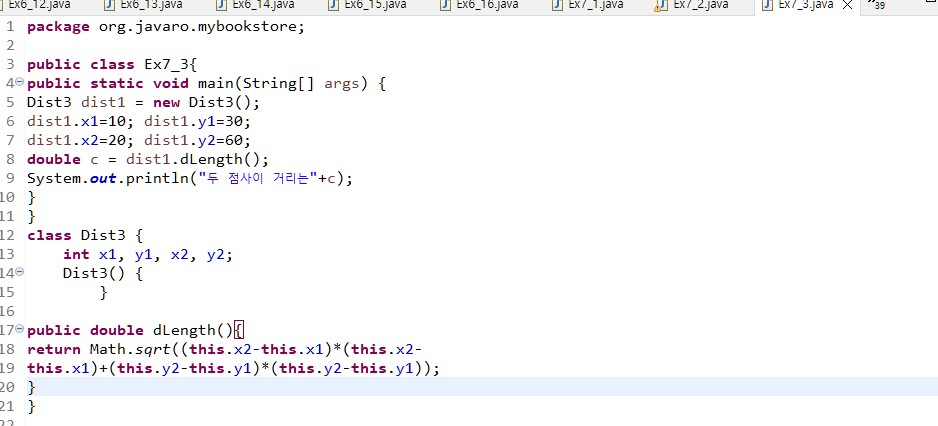 Ex6_12.java Ex6_13.java Ex6_14.java Ex6_15.java Ex6_16.java Ex7_1.java Ex7_2.java Ex7_3.java 39
1 package org.javaro.mybookstore;
2
3 public class Ex7_3{
4 public static void main(String[] args) {
5 Dist3 dist1 = new Dist3();
6 dist1.x1=10; dist1.y1=30;
7 dist1.x2=20; dist1.y2=60;
8 double c = dist1.dLength();
9 System.out.println("두 점사이 거리는"+c);
10 }
11 }
12 class Dist3 {
13 int x1, y1, x2, y2;
14 Dist3() {
15 }
16
17 public double dLength(){
18 return Math.sqrt((this.x2-this.x1)*(this.x2-
19 this.x1)+(this.y2-this.y1)*(this.y2-this.y1));
20 }
21 }
22